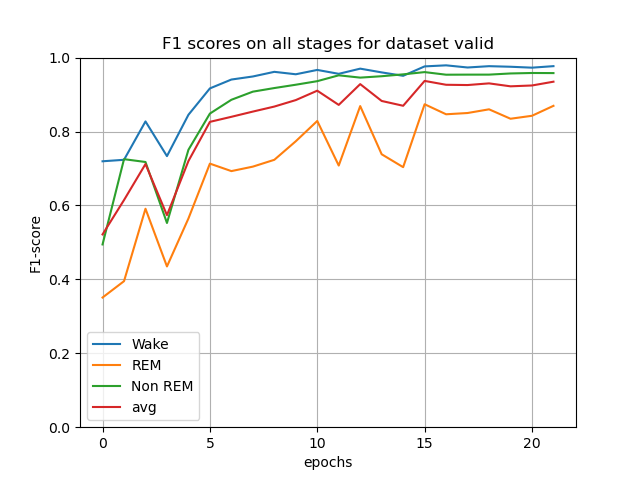 F1 scores on all stages for dataset valid
1.0
0.8
0.6
0.4
0.2
0.0
F1-score
Wake
REM
Non REM
avg
0 5 10 15 20
epochs